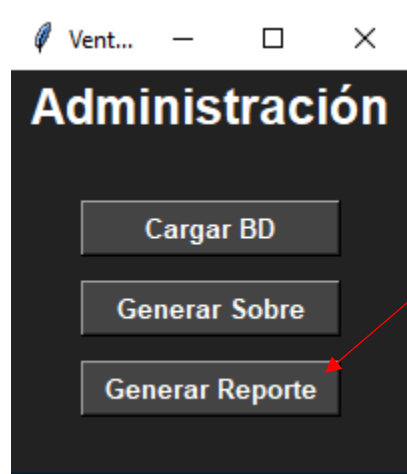 Vent...
Administración
Cargar BD
Generar Sobre
Generar Reporte